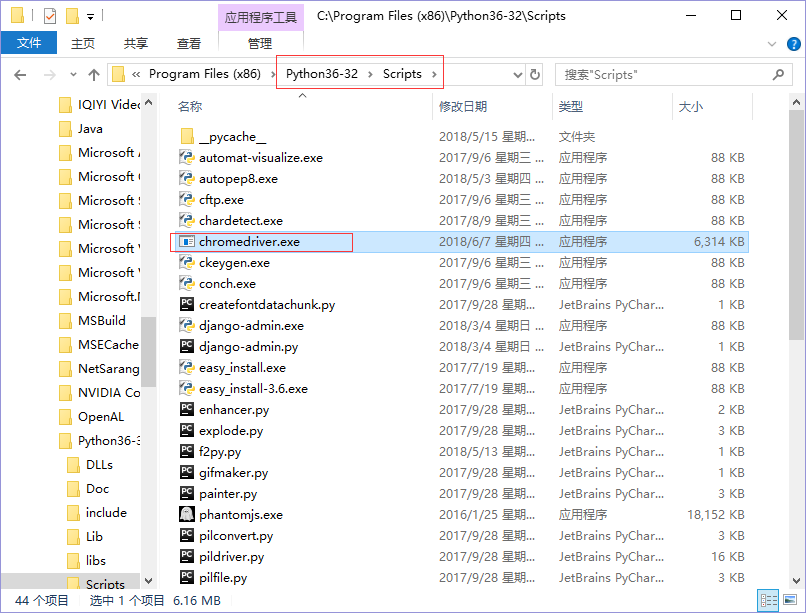 应用程序工具 C:\Program Files (x86)\Python36-32\Scripts
文件 主页 共享 查看 管理
« Program Files (x86) › Python36-32 › Scripts › 搜索"Scripts"
IQIYI Videc
Java
Microsoft
Microsoft
Microsoft
Microsoft
Microsoft
Microsoft
Microsoft
Microsoft
Microsoft.
MSBuild
MSECache
NetSarang
NVIDIA Co
OpenAL
Python36-3
DLLs
Doc
include
Lib
libs
Scripts
名称 修改日期 类型 大小
__pycache__ 2018/5/15 星期... 文件夹
automat-visualize.exe 2017/9/6 星期三 ... 应用程序 88 KB
autopep8.exe 2018/5/3 星期四 ... 应用程序 88 KB
cftp.exe 2017/9/6 星期三 ... 应用程序 88 KB
chardetect.exe 2017/8/9 星期三 ... 应用程序 88 KB
chromedriver.exe 2018/6/7 星期四 ... 应用程序 6,314 KB
ckeygen.exe 2017/9/6 星期三 ... 应用程序 88 KB
conch.exe 2017/9/6 星期三 ... 应用程序 88 KB
createfontdatachunk.py 2017/9/28 星期... JetBrains PyChar... 1 KB
django-admin.exe 2018/3/4 星期日 ... 应用程序 88 KB
django-admin.py 2018/3/4 星期日 ... JetBrains PyChar... 1 KB
easy_install.exe 2017/7/19 星期... 应用程序 88 KB
easy_install-3.6.exe 2017/7/19 星期... 应用程序 88 KB
enhancer.py 2017/9/28 星期... JetBrains PyChar... 2 KB
explode.py 2017/9/28 星期... JetBrains PyChar... 3 KB
f2py.py 2018/5/13 星期... JetBrains PyChar... 1 KB
gifmaker.py 2017/9/28 星期... JetBrains PyChar... 1 KB
painter.py 2017/9/28 星期... JetBrains PyChar... 3 KB
phantomjs.exe 2016/1/25 星期... 应用程序 18,152 KB
pilconvert.py 2017/9/28 星期... JetBrains PyChar... 3 KB
pildriver.py 2017/9/28 星期... JetBrains PyChar... 16 KB
pilfile.py 2017/9/28 星期... JetBrains PyChar... 3 KB
44 个项目 选中 1 个项目 6.16 MB